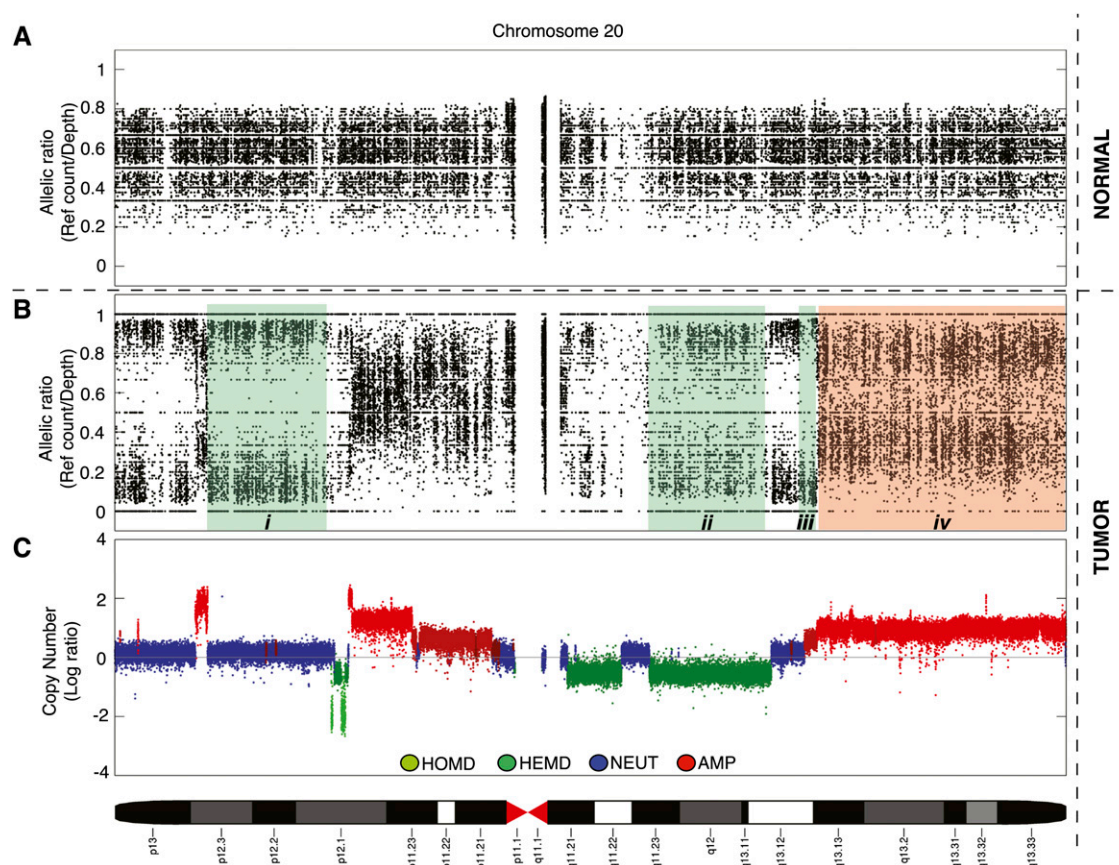 Chromosome 20
A
Allelic ratio
(Ref count/Depth)
1
0.8
0.6
0.4
0.2
0
NORMAL
B
Allelic ratio
(Ref count/Depth)
1
0.8
0.6
0.4
0.2
0
i
ii
iii
iv
TUMOR
C
Copy Number
(Log ratio)
4
2
0
-2
-4
HOMD HEMD NEUT AMP
p13
p12.3
p12.2
p12.1
p11.23
p11.22
p11.21
p11.1
q11.1
q11.21
q11.22
q11.23
q12
q13.11
q13.12
q13.13
q13.2
q13.31
q13.32
q13.33